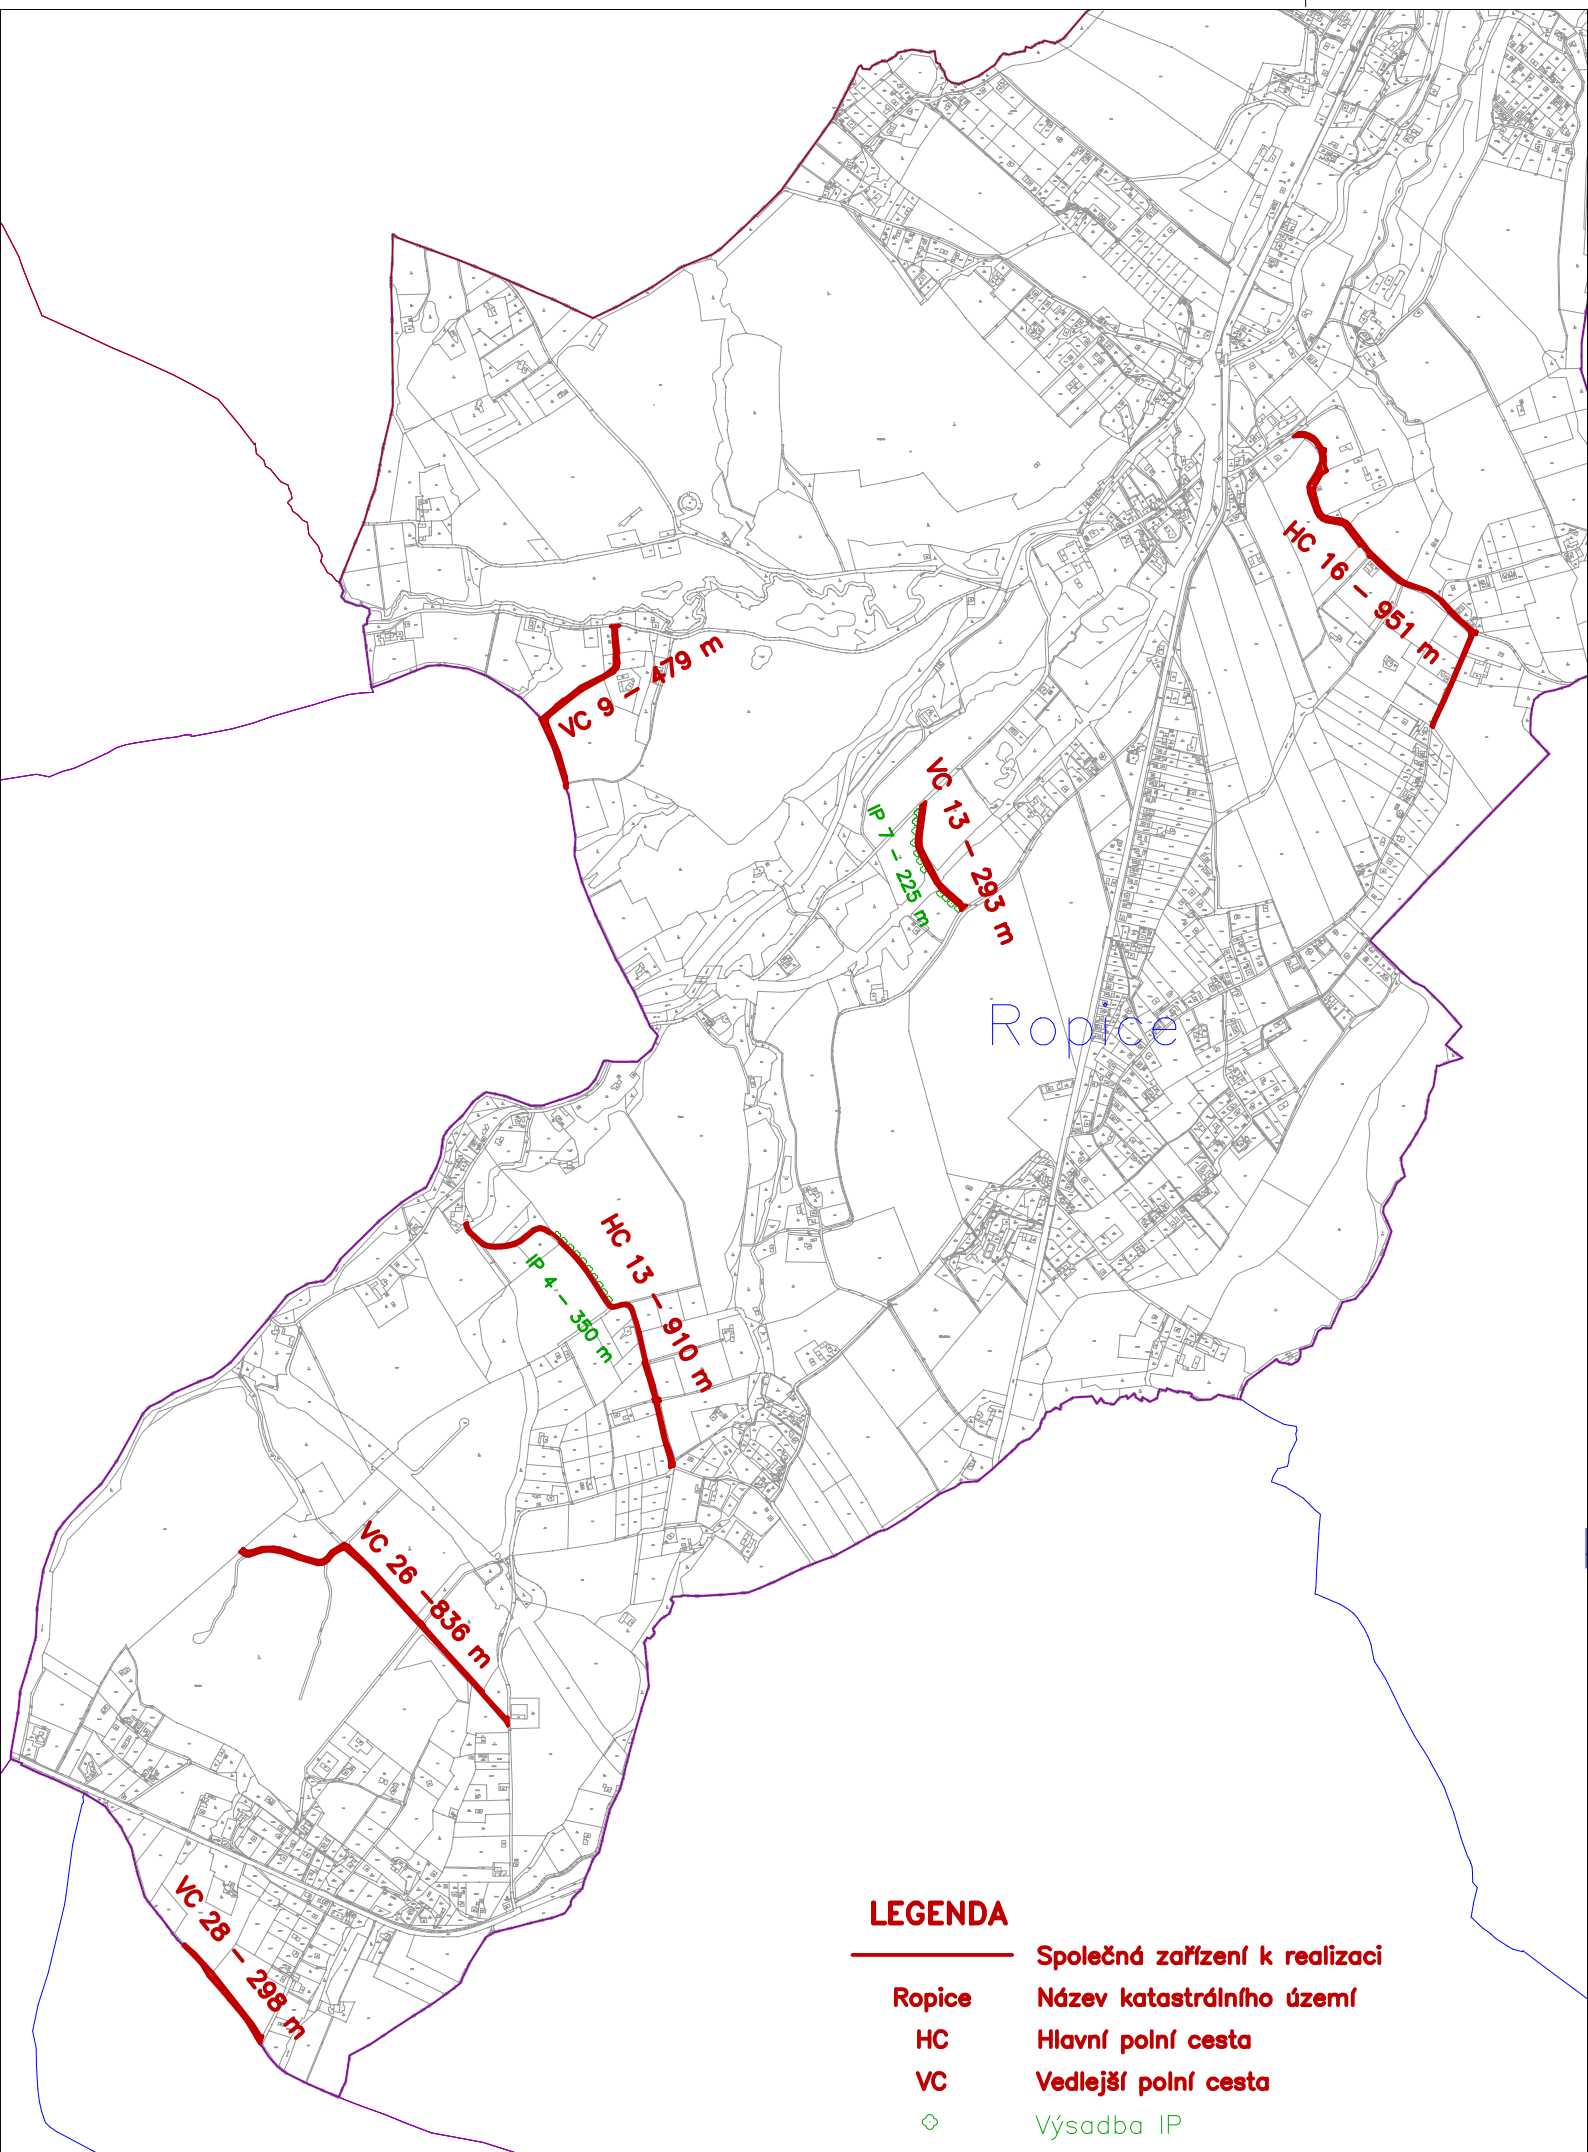 HC 16 – 951 m
VC 9 – 479 m
VC 13 – 293 m
IP 7 – 225 m
Ropice
HC 13 – 910 m
IP 4 – 350 m
VC 26 –836 m
VC 28 – 298 m
LEGENDA
Společná zařízení k realizaci
Ropice Název katastrálního území
HC Hlavní polní cesta
VC Vedlejší polní cesta
Výsadba IP